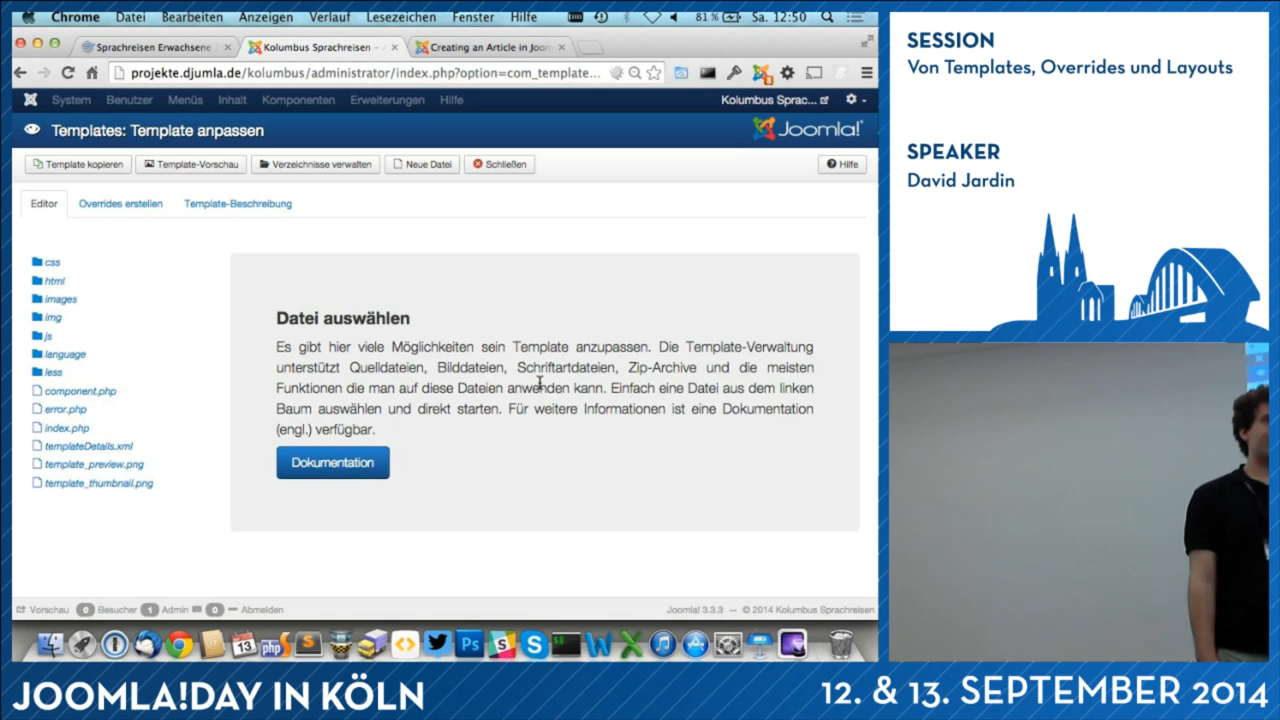 Chrome Datei Bearbeiten Anzeigen Verlauf Lesezeichen Fenster Hilfe 81 % Sa. 12:50
Sprachreisen Erwachsene Kolumbus Sprachreisen – Creating an Article in Joom
projekte.djumla.de/kolumbus/administrator/index.php?option=com_template...
System Benutzer Menüs Inhalt Komponenten Erweiterungen Hilfe Kolumbus Sprac...
Templates: Template anpassen Joomla!
Template kopieren Template-Vorschau Verzeichnisse verwalten Neue Datei Schließen Hilfe
Editor Overrides erstellen Template-Beschreibung
css
html
images
img
js
language
less
component.php
error.php
index.php
templateDetails.xml
template_preview.png
template_thumbnail.png
Datei auswählen
Es gibt hier viele Möglichkeiten sein Template anzupassen. Die Template-Verwaltung
unterstützt Quelldateien, Bilddateien, Schriftartdateien, Zip-Archive und die meisten
Funktionen die man auf diese Dateien anwenden kann. Einfach eine Datei aus dem linken
Baum auswählen und direkt starten. Für weitere Informationen ist eine Dokumentation
(engl.) verfügbar.
Dokumentation
Vorschau 0 Besucher 1 Admin 0 Abmelden Joomla! 3.3.3 — © 2014 Kolumbus Sprachreisen
13 php S Ps S
SESSION
Von Templates, Overrides und Layouts
SPEAKER
David Jardin
JOOMLA!DAY IN KÖLN
12. & 13. SEPTEMBER 2014